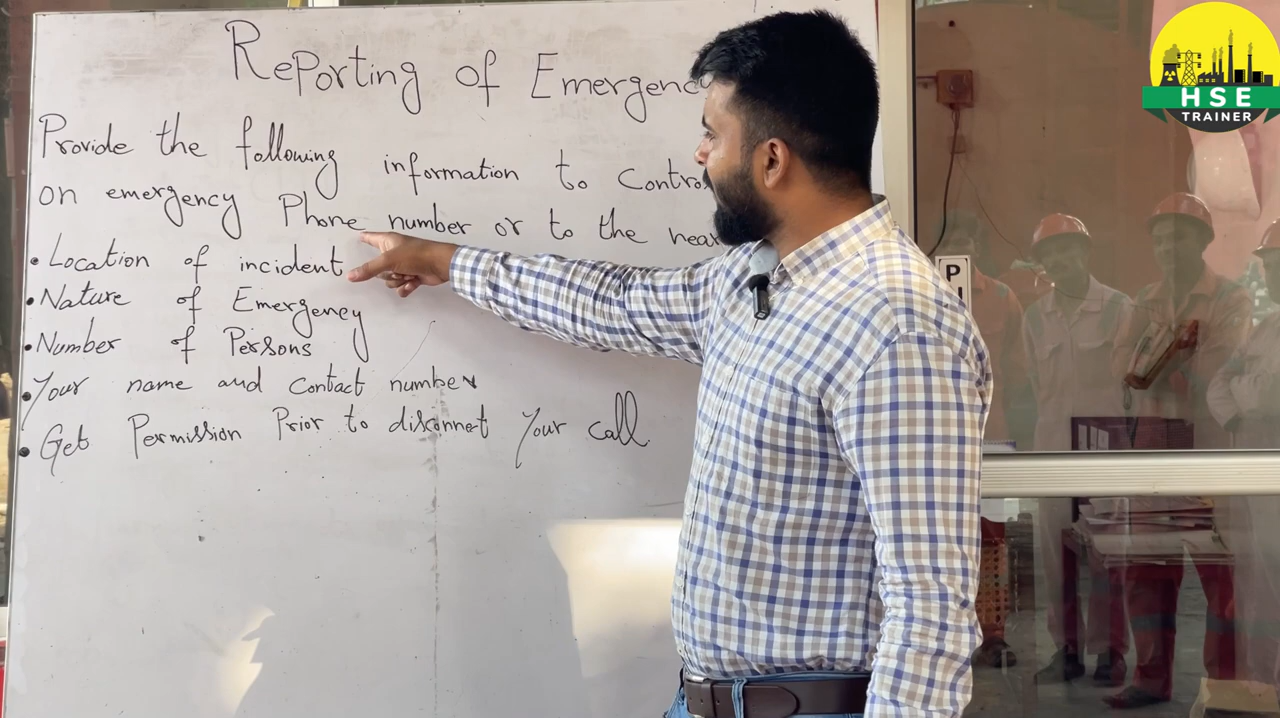 Reporting of Emergenc
Provide the following information to Contro
on emergency Phone number or to the near
• Location of incident
• Nature of Emergency
• Number of Persons
• Your name and contact number
• Get Permission Prior to disconnet Your call
HSE
TRAINER
P